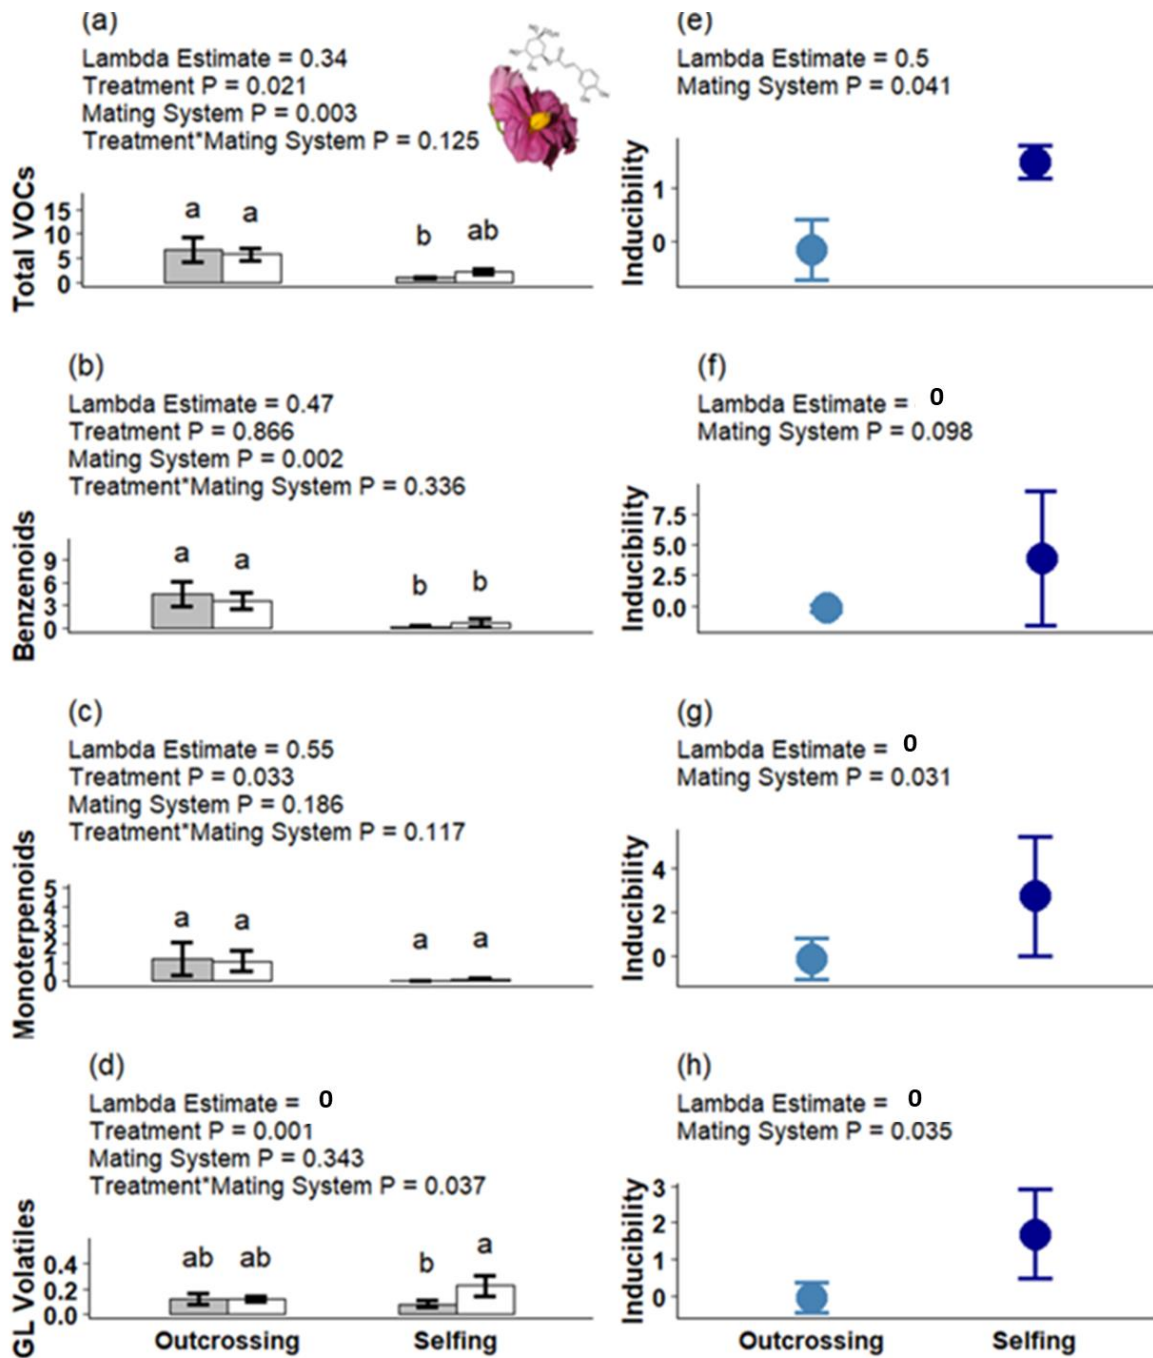 (a)
Lambda Estimate = 0.34
Treatment P = 0.021
Mating System P = 0.003
Treatment*Mating System P = 0.125
Total VOCs
15
10
5
0
a
a
b
ab
(e)
Lambda Estimate = 0.5
Mating System P = 0.041
Inducibility
1
0
(b)
Lambda Estimate = 0.47
Treatment P = 0.866
Mating System P = 0.002
Treatment*Mating System P = 0.336
Benzenoids
9
6
3
0
a
a
b
b
(f)
Lambda Estimate = 0
Mating System P = 0.098
Inducibility
7.5
5.0
2.5
0.0
(c)
Lambda Estimate = 0.55
Treatment P = 0.033
Mating System P = 0.186
Treatment*Mating System P = 0.117
Monoterpenoids
5
4
3
2
1
0
a
a
a
a
(g)
Lambda Estimate = 0
Mating System P = 0.031
Inducibility
4
2
0
(d)
Lambda Estimate = 0
Treatment P = 0.001
Mating System P = 0.343
Treatment*Mating System P = 0.037
GL Volatiles
0.4
0.2
0.0
ab
ab
b
a
Outcrossing
Selfing
(h)
Lambda Estimate = 0
Mating System P = 0.035
Inducibility
3
2
1
0
Outcrossing
Selfing